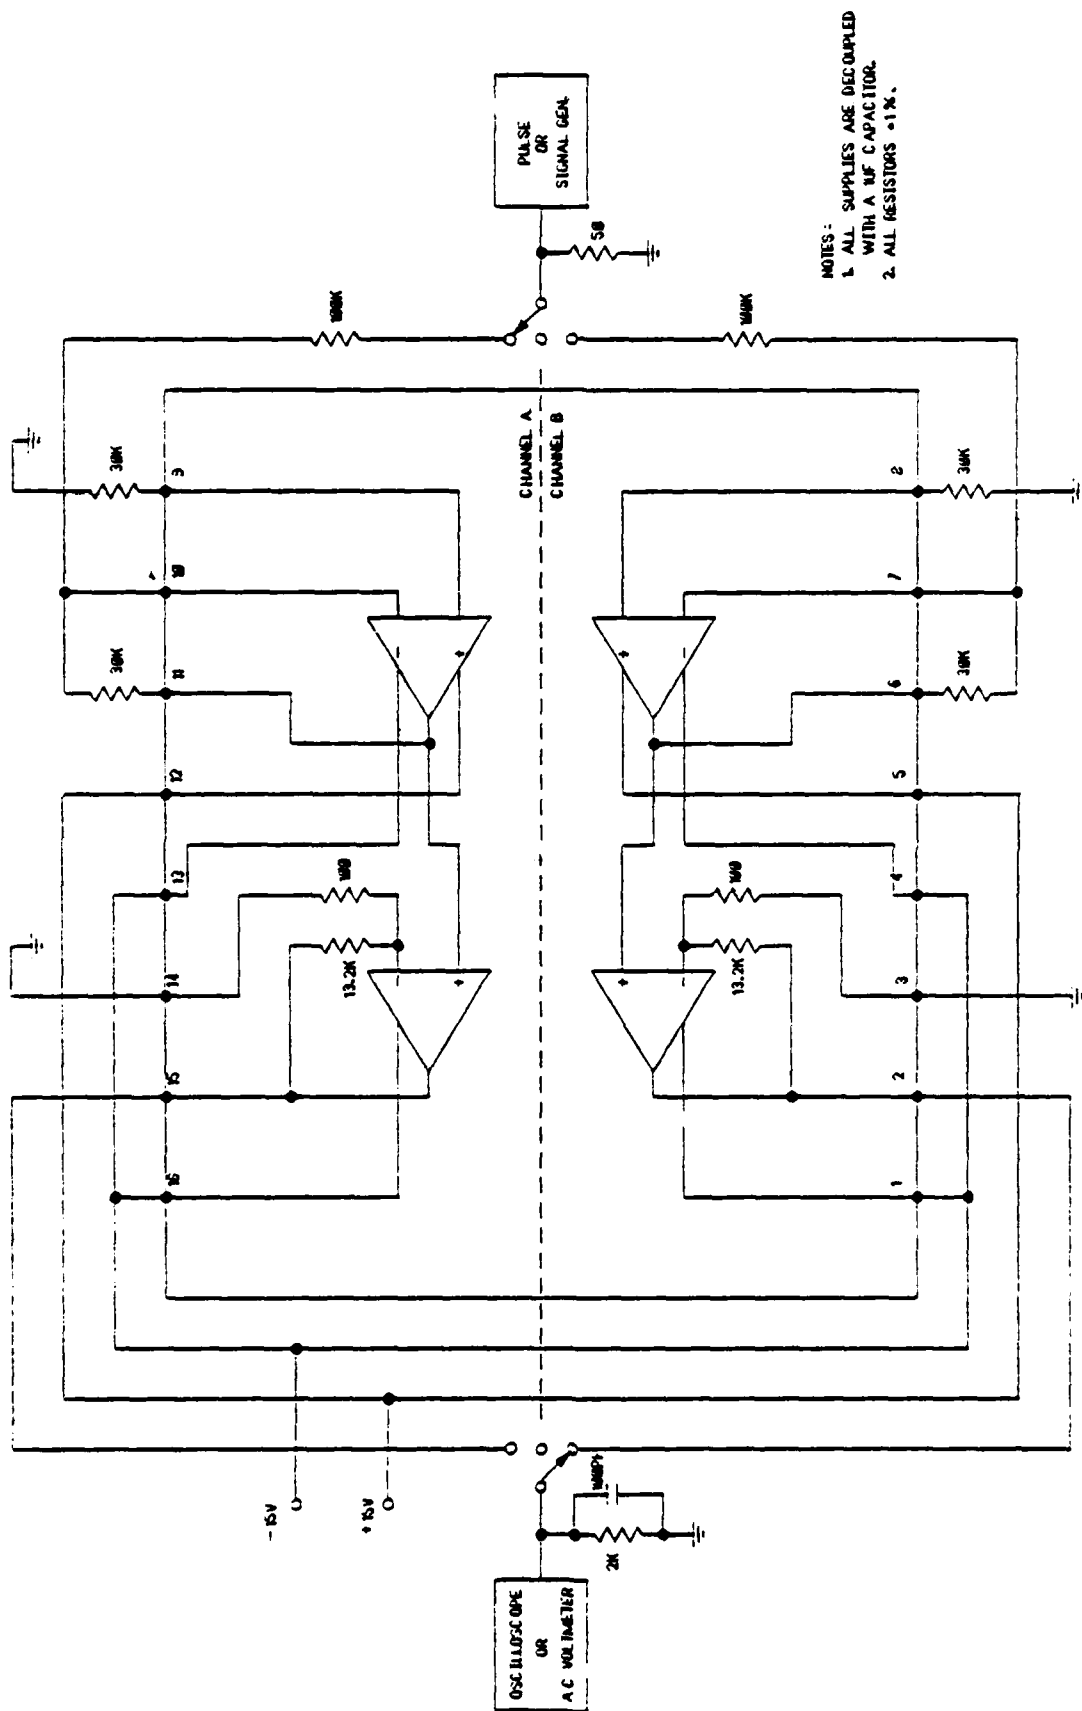 PULSE
OR
SIGNAL GEN.
50
NOTES:
1. ALL SUPPLIES ARE DECOUPLED
WITH A 1UF CAPACITOR.
2. ALL RESISTORS ±1%.
100K
100K
CHANNEL A
CHANNEL B
30K
9
10
30K
11
12
13
100
14
13.2K
15
16
30K
7
30K
6
5
4
100
3
13.2K
2
1
-15V
+15V
100PF
2K
OSCILLOSCOPE
OR
AC VOLTMETER